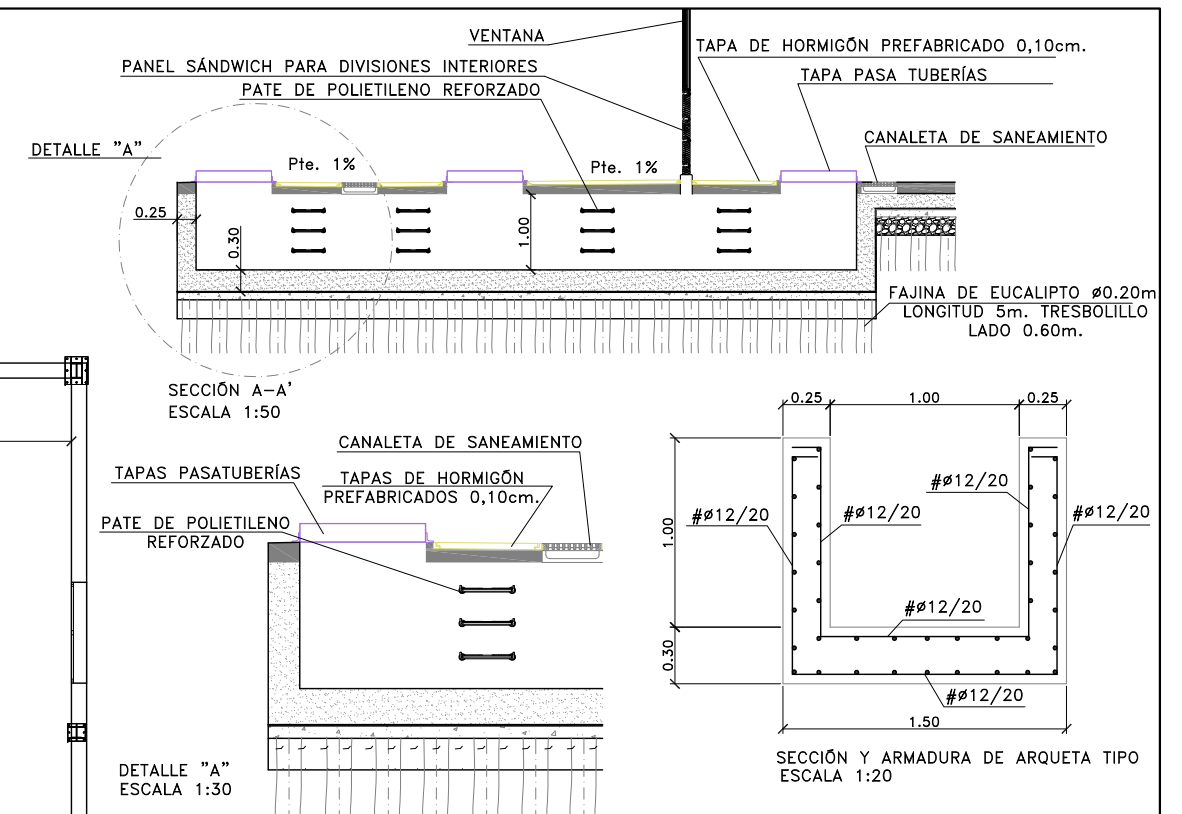 VENTANA
TAPA DE HORMIGÓN PREFABRICADO 0,10cm.
PANEL SÁNDWICH PARA DIVISIONES INTERIORES
TAPA PASA TUBERÍAS
PATE DE POLIETILENO REFORZADO
CANALETA DE SANEAMIENTO
DETALLE "A"
Pte. 1%
Pte. 1%
0.25
0.30
1.00
FAJINA DE EUCALIPTO ø0.20m
LONGITUD 5m. TRESBOLILLO
LADO 0.60m.
SECCIÓN A-A'
ESCALA 1:50
CANALETA DE SANEAMIENTO
TAPAS PASATUBERÍAS
TAPAS DE HORMIGÓN
PREFABRICADOS 0,10cm.
PATE DE POLIETILENO
REFORZADO
DETALLE "A"
ESCALA 1:30
0.25
1.00
0.25
#ø12/20
#ø12/20
#ø12/20
#ø12/20
1.00
#ø12/20
0.30
#ø12/20
1.50
SECCIÓN Y ARMADURA DE ARQUETA TIPO
ESCALA 1:20